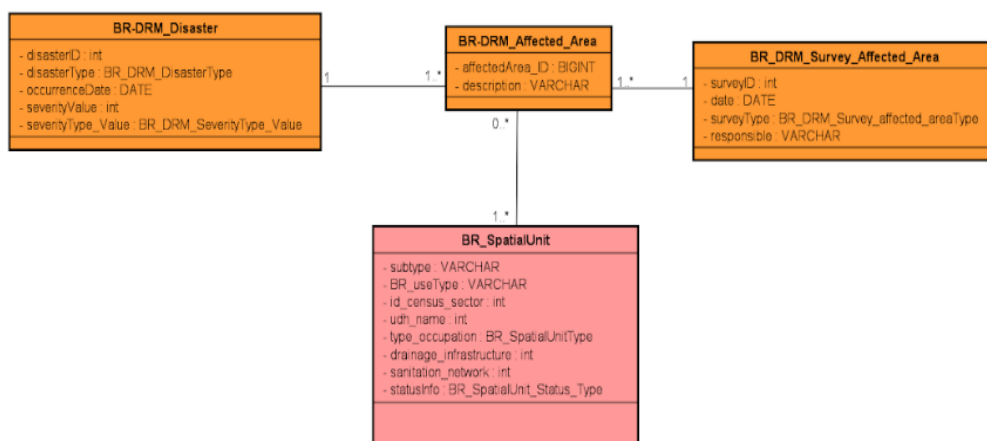 BR-DRM_Disaster
- disasterID : int
- disasterType : BR_DRM_DisasterType
- occurrenceDate : DATE
- severityValue : int
- severityType_Value : BR_DRM_SeverityType_Value
1
1..*
BR-DRM_Affected_Area
- affectedArea_ID : BIGINT
- description : VARCHAR
1..*
1
BR_DRM_Survey_Affected_Area
- surveyID : int
- date : DATE
- surveyType : BR_DRM_Survey_affected_areaType
- responsible : VARCHAR
0..*
1..*
BR_SpatialUnit
- subtype : VARCHAR
- BR_useType : VARCHAR
- id_census_sector : int
- udh_name : int
- type_occupation : BR_SpatialUnitType
- drainage_infrastructure : int
- sanitation_network : int
- statusInfo : BR_SpatialUnit_Status_Type